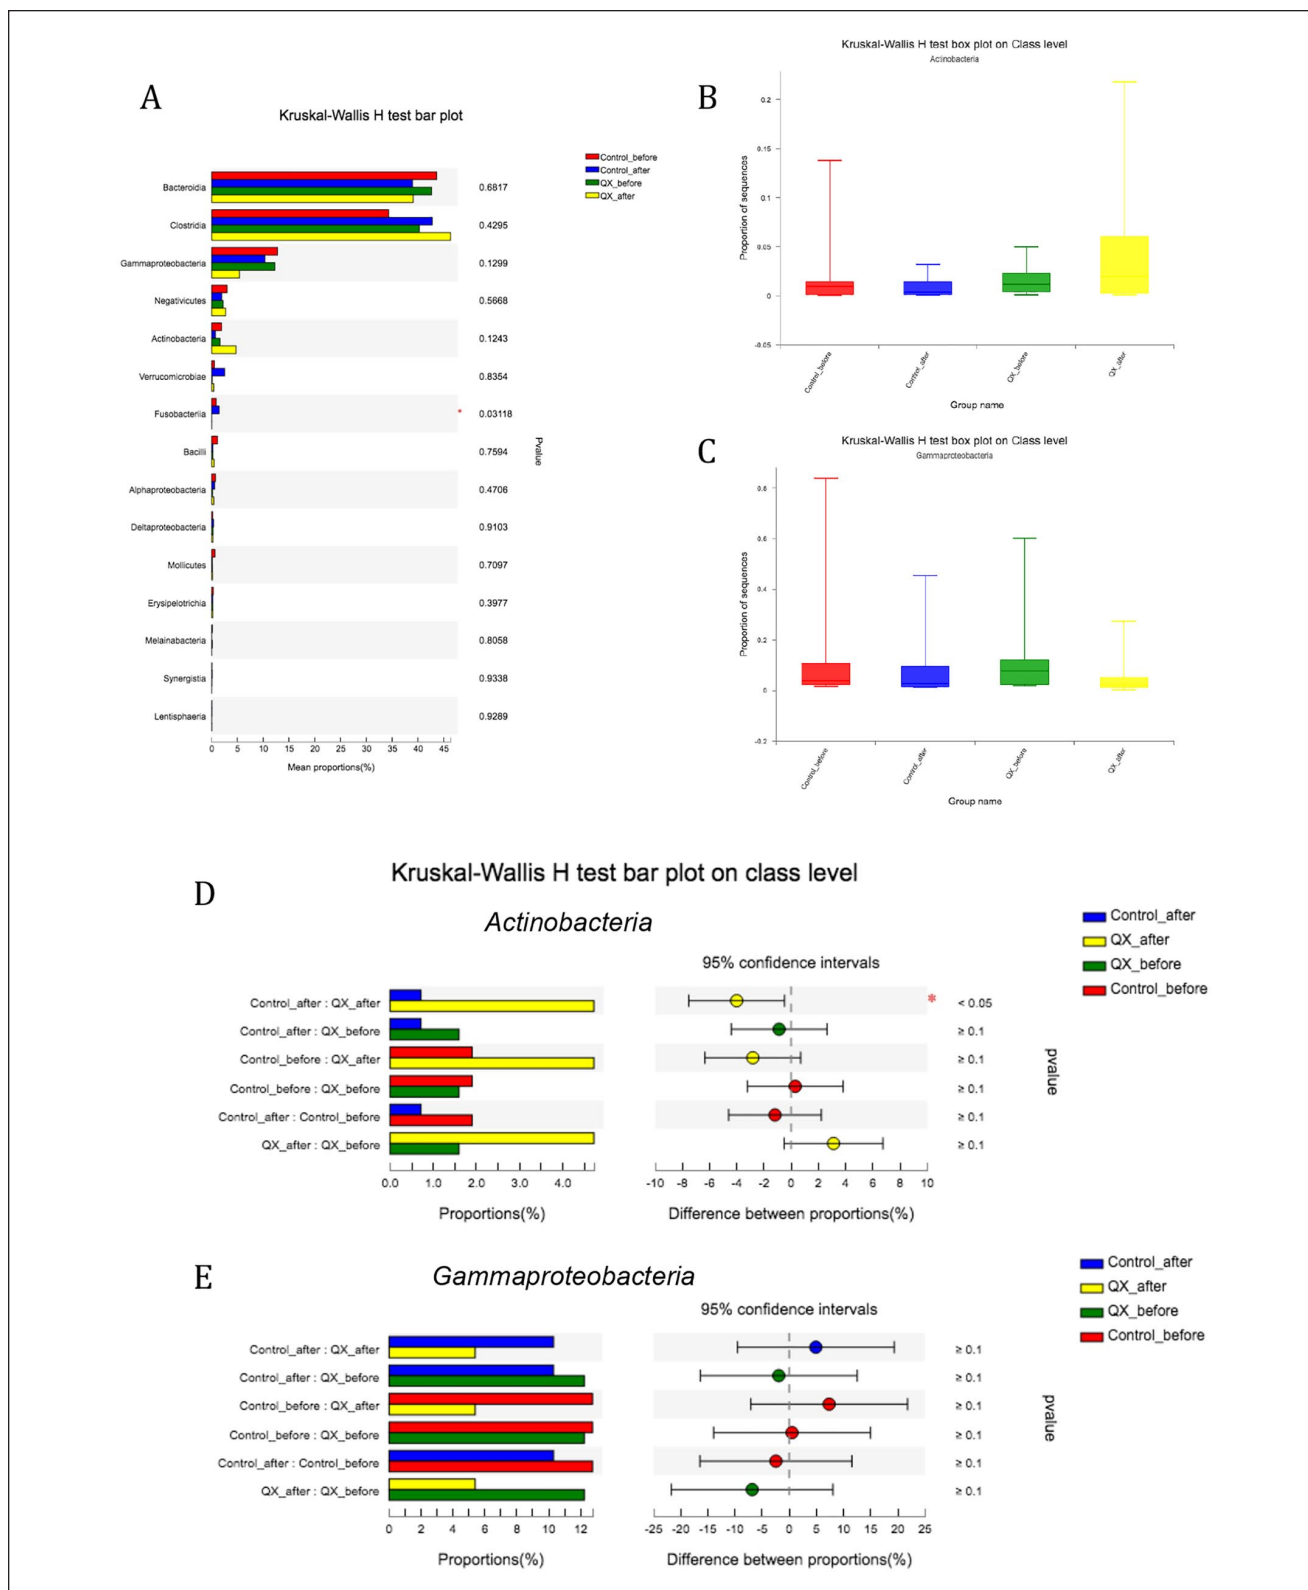 A
Kruskal-Wallis H test bar plot
Control_before
Control_after
QX_before
QX_after
Bacteroidia 0.6817
Clostridia 0.4295
Gammaproteobacteria 0.1299
Negativicutes 0.5668
Actinobacteria 0.1243
Verrucomicrobiae 0.8354
Fusobacteriia * 0.03118
Bacilli 0.7594
Alphaproteobacteria 0.4706
Deltaproteobacteria 0.9103
Mollicutes 0.7097
Erysipelotrichia 0.3977
Melainabacteria 0.8058
Synergistia 0.9338
Lentisphaeria 0.9289
Pvalue
0 5 10 15 20 25 30 35 40 45
Mean proportions(%)
B
Kruskal-Wallis H test box plot on Class level
Actinobacteria
Proportion of sequences
0.2
0.15
0.1
0.05
0
-0.05
Control_before Control_after QX_before QX_after
Group name
C
Kruskal-Wallis H test box plot on Class level
Gammaproteobacteria
Proportion of sequences
0.8
0.6
0.4
0.2
0
-0.2
Control_before Control_after QX_before QX_after
Group name
Kruskal-Wallis H test bar plot on class level
D
Actinobacteria
95% confidence intervals
Control_after
QX_after
QX_before
Control_before
Control_after : QX_after * < 0.05
Control_after : QX_before ≥ 0.1
Control_before : QX_after ≥ 0.1
Control_before : QX_before ≥ 0.1
Control_after : Control_before ≥ 0.1
QX_after : QX_before ≥ 0.1
pvalue
0.0 1.0 2.0 3.0 4.0
-10 -8 -6 -4 -2 0 2 4 6 8 10
Proportions(%)
Difference between proportions(%)
E
Gammaproteobacteria
95% confidence intervals
Control_after
QX_after
QX_before
Control_before
Control_after : QX_after ≥ 0.1
Control_after : QX_before ≥ 0.1
Control_before : QX_after ≥ 0.1
Control_before : QX_before ≥ 0.1
Control_after : Control_before ≥ 0.1
QX_after : QX_before ≥ 0.1
pvalue
0 2 4 6 8 10 12
-25 -20 -15 -10 -5 0 5 10 15 20 25
Proportions(%)
Difference between proportions(%)